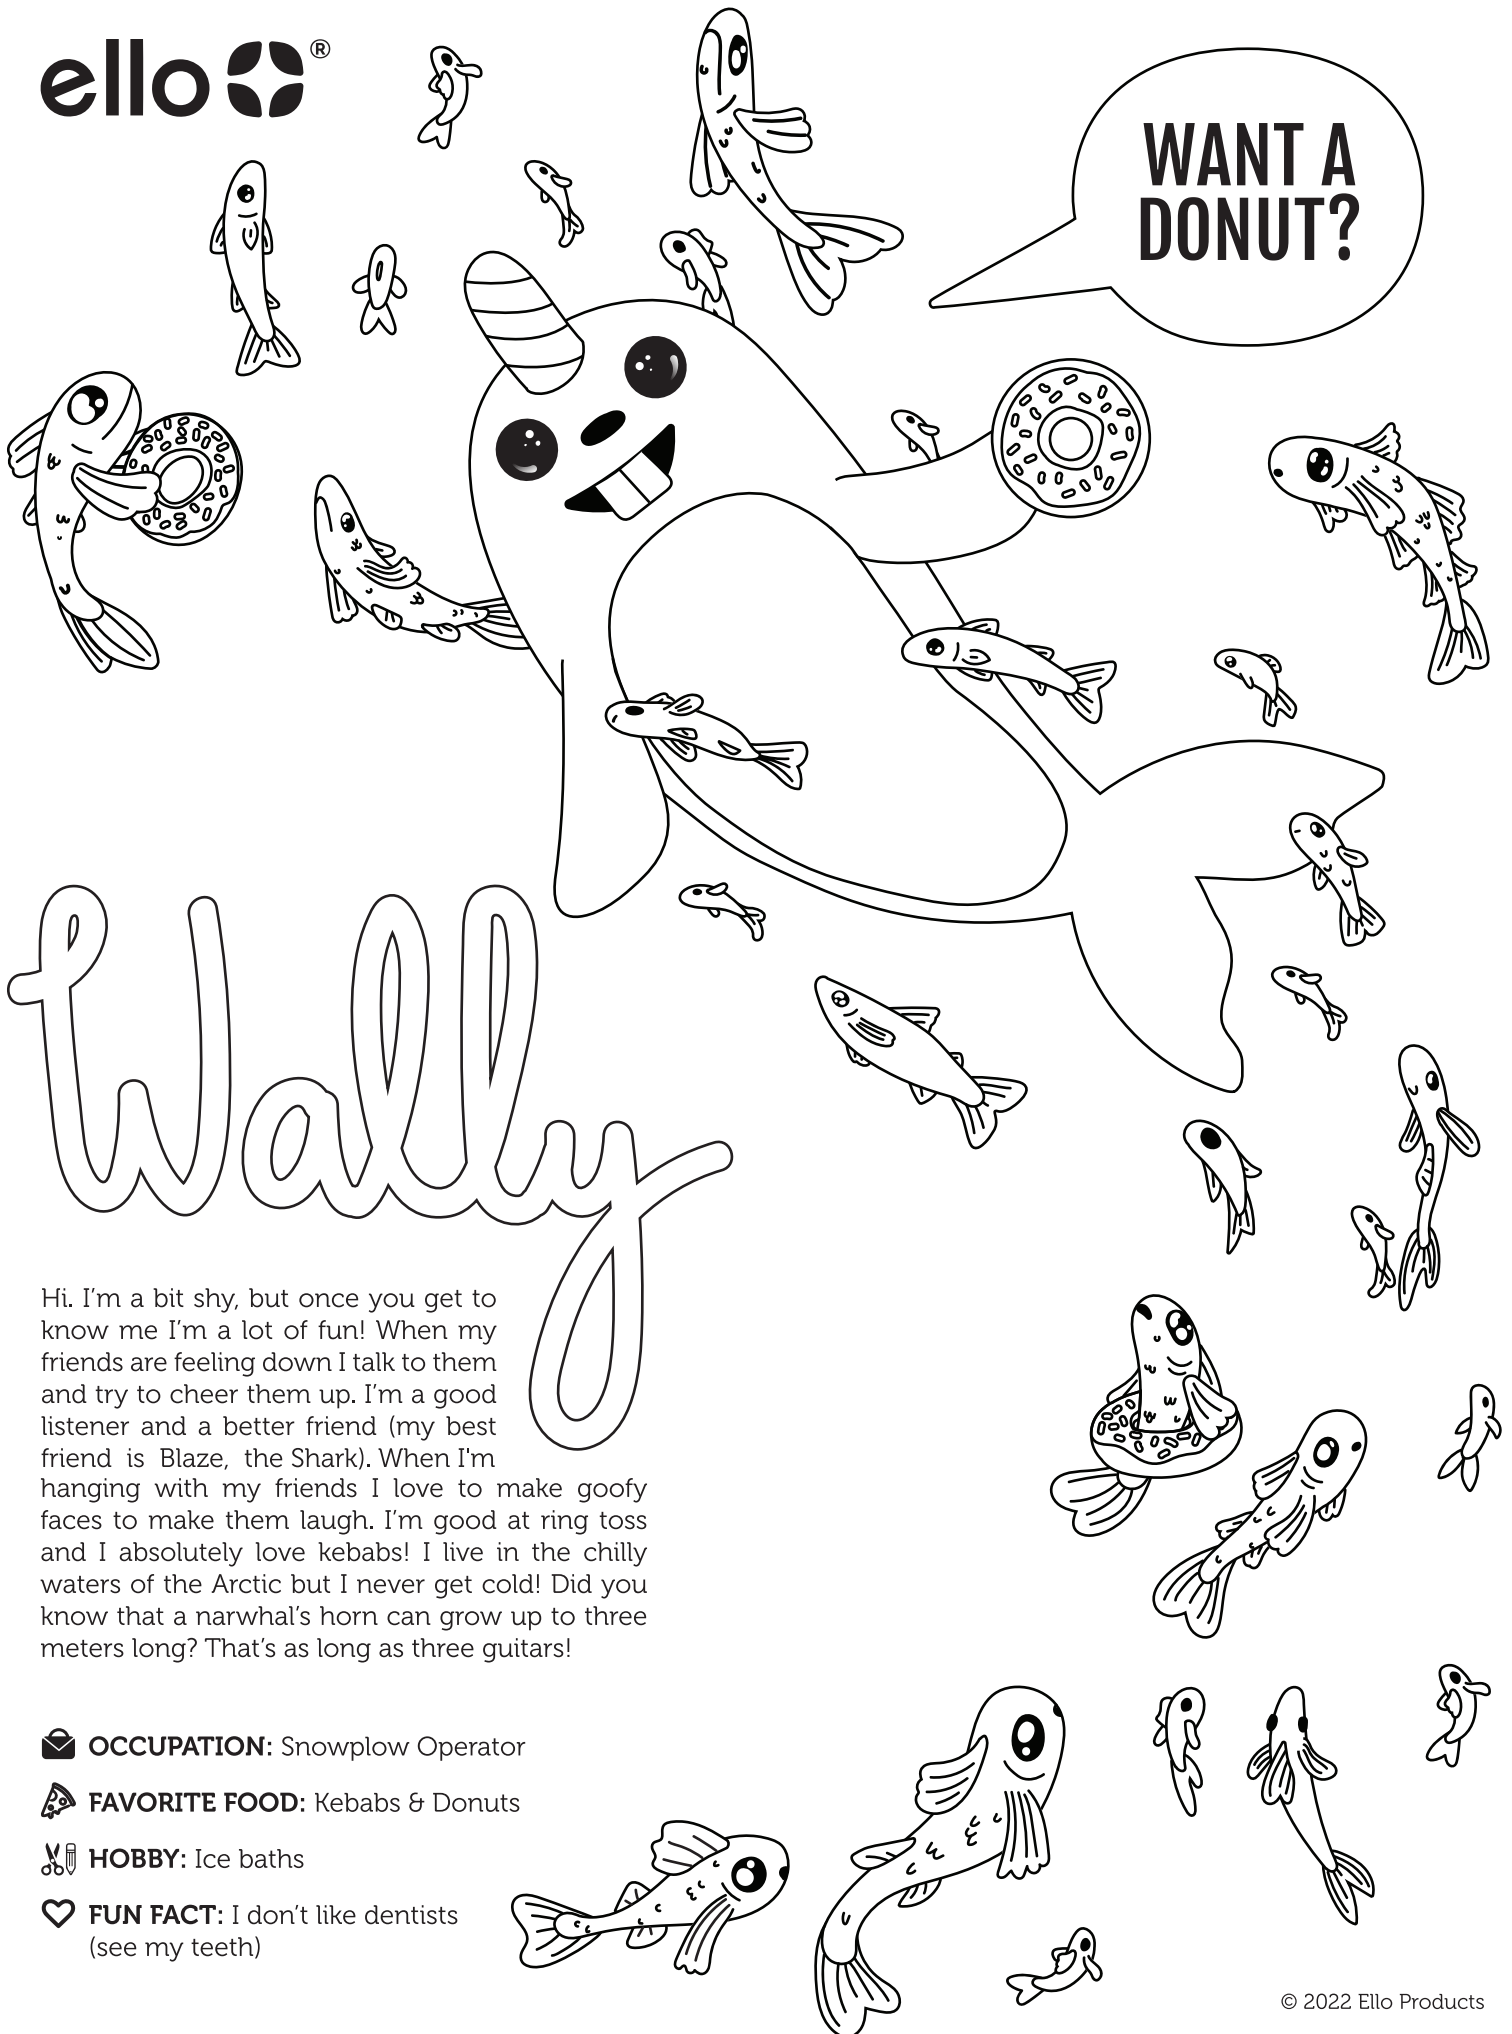 ello ®
WANT A
DONUT?
Wally
Hi. I’m a bit shy, but once you get to
know me I’m a lot of fun! When my
friends are feeling down I talk to them
and try to cheer them up. I’m a good
listener and a better friend (my best
friend is Blaze, the Shark). When I'm
hanging with my friends I love to make goofy
faces to make them laugh. I’m good at ring toss
and I absolutely love kebabs! I live in the chilly
waters of the Arctic but I never get cold! Did you
know that a narwhal’s horn can grow up to three
meters long? That’s as long as three guitars!
OCCUPATION: Snowplow Operator
FAVORITE FOOD: Kebabs & Donuts
HOBBY: Ice baths
FUN FACT: I don’t like dentists
(see my teeth)
© 2022 Ello Products